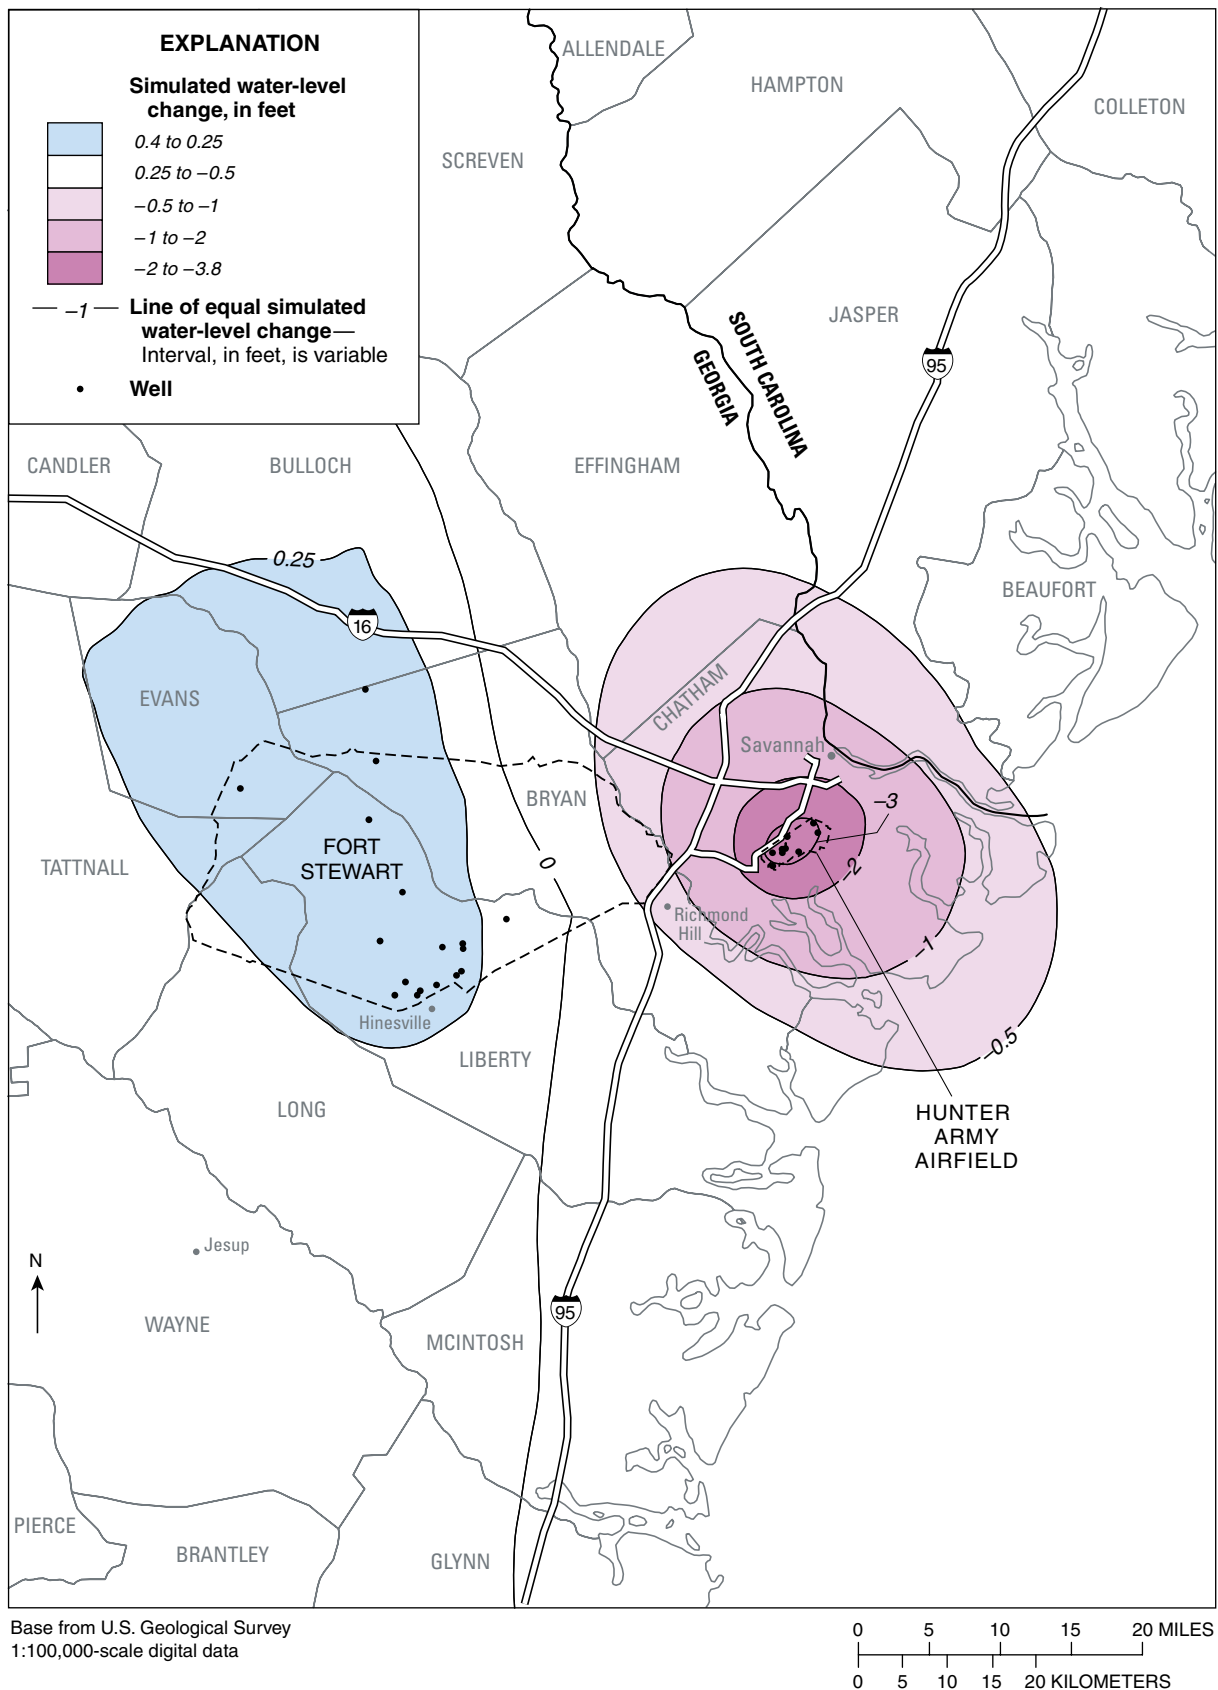 EXPLANATION
Simulated water-level
change, in feet
0.4 to 0.25
0.25 to −0.5
−0.5 to −1
−1 to −2
−2 to −3.8
−1
Line of equal simulated
water-level change—
Interval, in feet, is variable
Well
ALLENDALE
HAMPTON
COLLETON
SCREVEN
JASPER
SOUTH CAROLINA
GEORGIA
95
CANDLER
BULLOCH
EFFINGHAM
0.25
BEAUFORT
16
EVANS
CHATHAM
Savannah
BRYAN
−3
FORT
STEWART
TATTNALL
0
−2
Richmond
Hill
−1
Hinesville
−0.5
LIBERTY
LONG
HUNTER
ARMY
AIRFIELD
Jesup
N
WAYNE
95
MCINTOSH
PIERCE
BRANTLEY
GLYNN
Base from U.S. Geological Survey
1:100,000-scale digital data
0 5 10 15 20 MILES
0 5 10 15 20 KILOMETERS